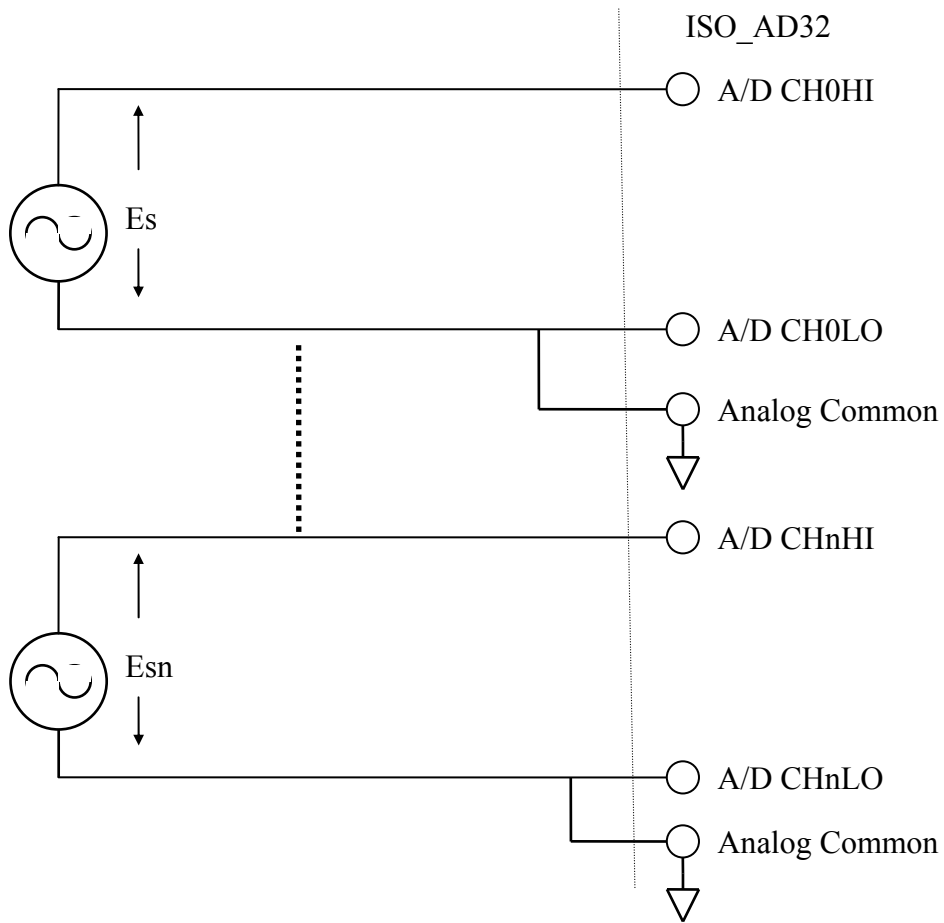 ISO_AD32
A/D CH0HI
Es
A/D CH0LO
Analog Common
A/D CHnHI
Esn
A/D CHnLO
Analog Common